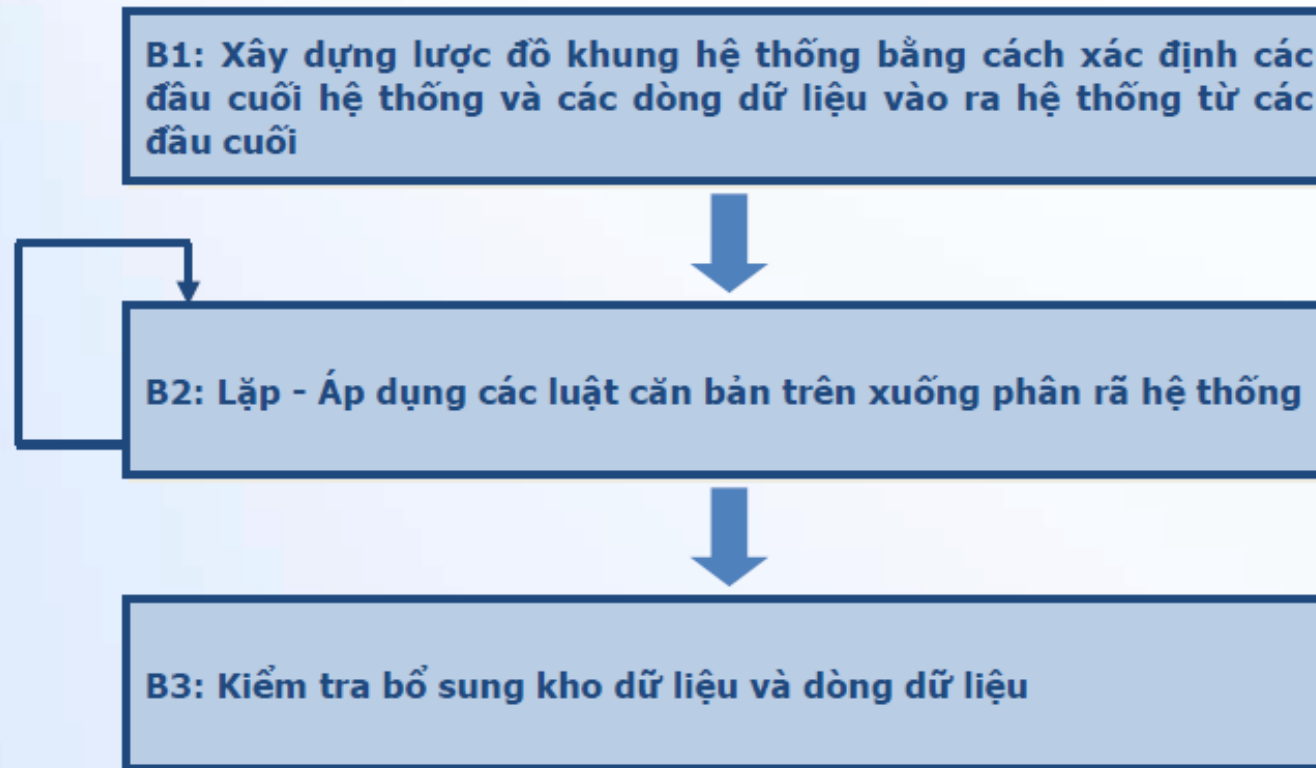 B1: Xây dựng lược đồ khung hệ thống bằng cách xác định các
đầu cuối hệ thống và các dòng dữ liệu vào ra hệ thống từ các
đầu cuối
B2: Lặp - Áp dụng các luật căn bản trên xuống phân rã hệ thống
B3: Kiểm tra bổ sung kho dữ liệu và dòng dữ liệu